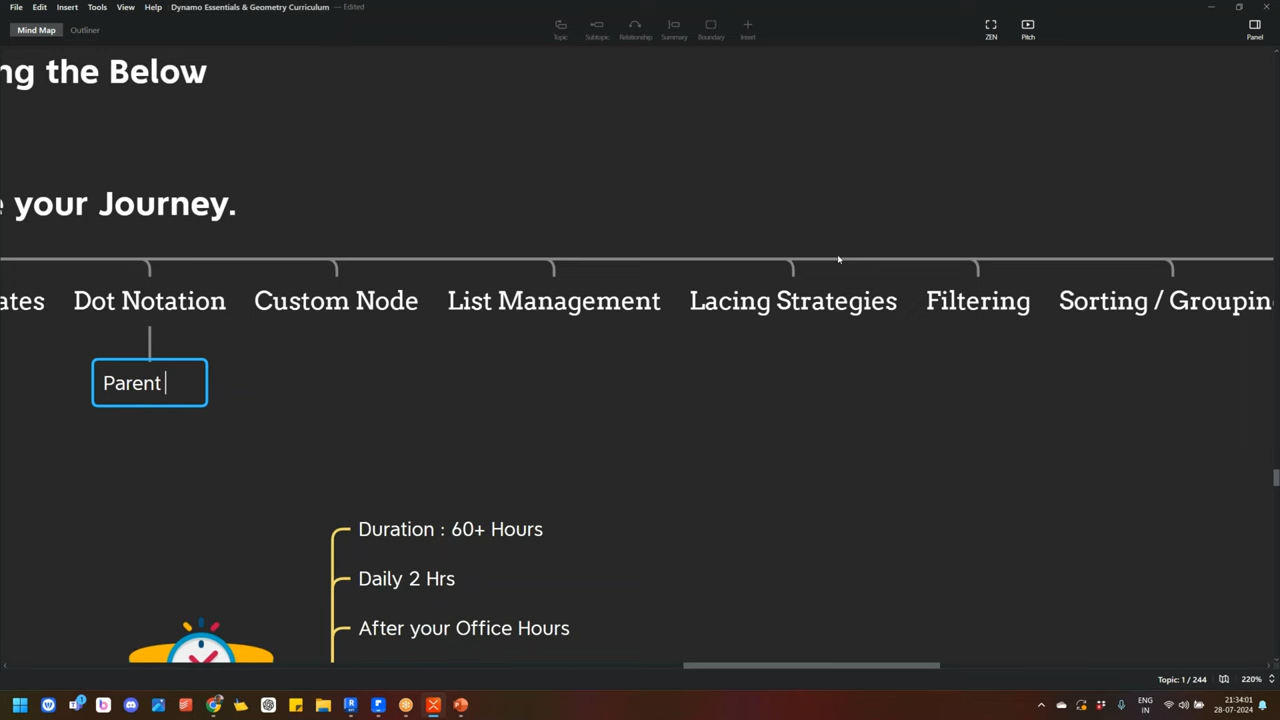 File Edit Insert Tools View Help Dynamo Essentials & Geometry Curriculum — Edited
Mind Map Outliner
Topic Subtopic Relationship Summary Boundary Insert ZEN Pitch Panel
ng the Below
your Journey.
ates Dot Notation Custom Node List Management Lacing Strategies Filtering Sorting / Grouping
Parent
Duration : 60+ Hours
Daily 2 Hrs
After your Office Hours
Topic: 1 / 244 220%
ENG
IN
21:34:01
28-07-2024